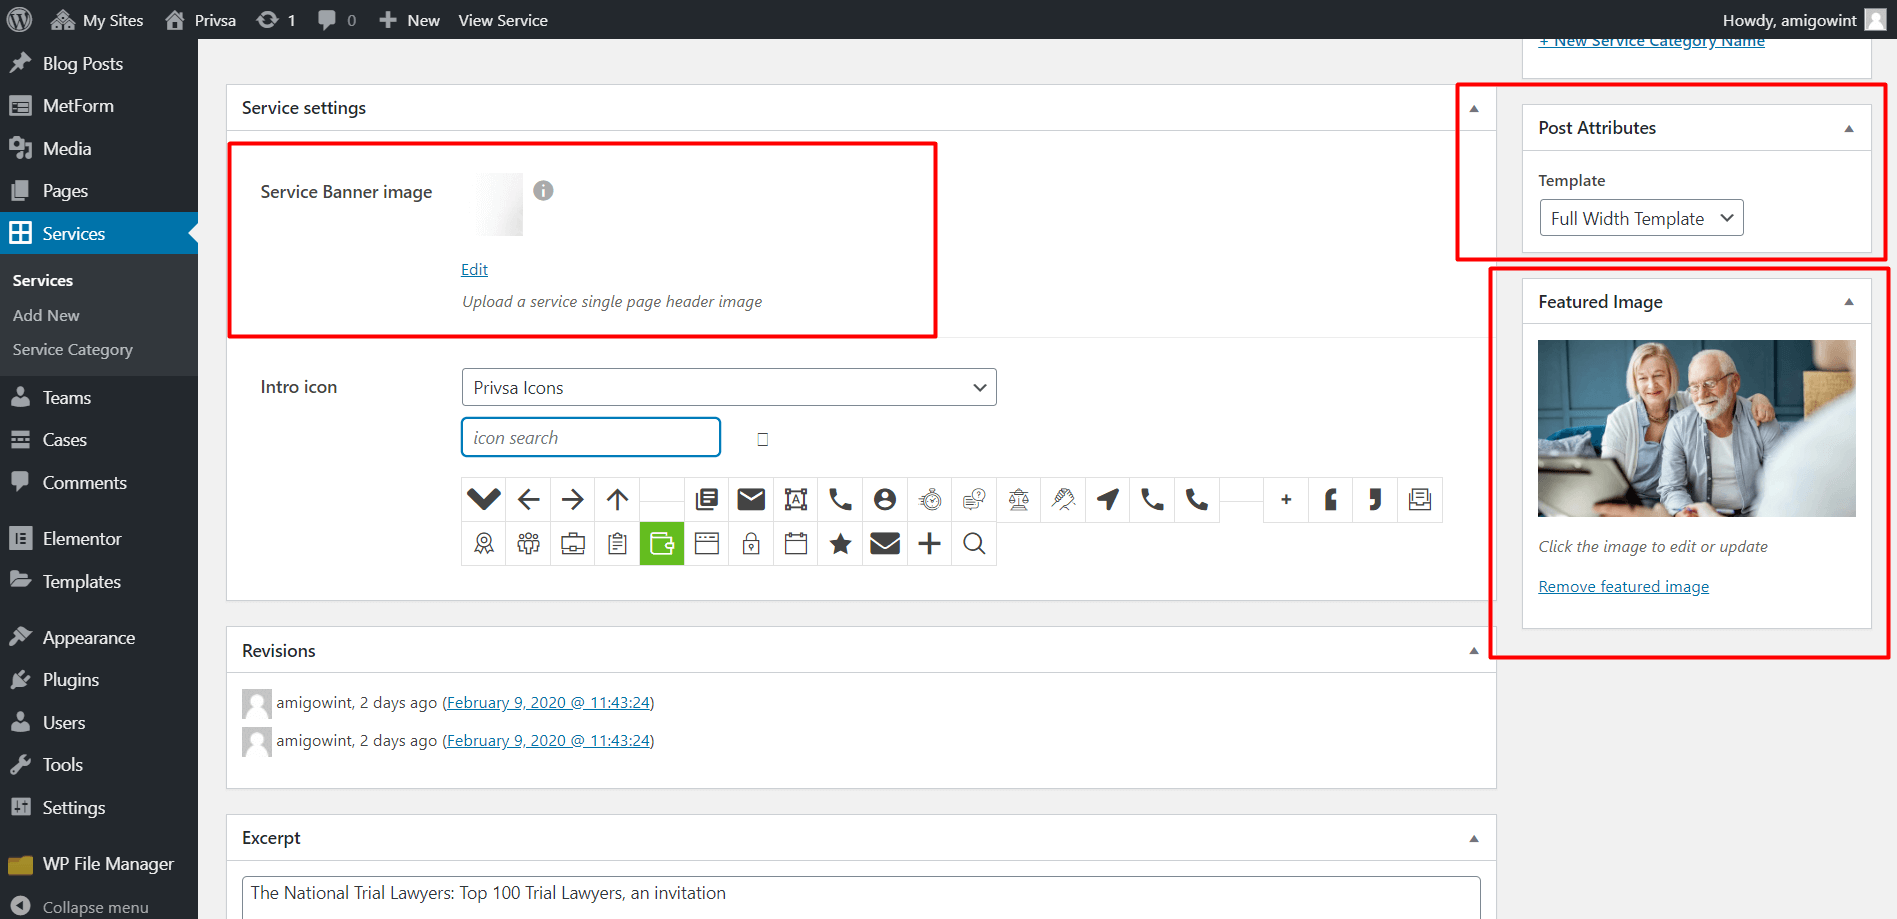 My Sites Privsa 1 0 New View Service Howdy, amigowint
Blog Posts
MetForm
Media
Pages
Services
Services
Add New
Service Category
Teams
Cases
Comments
Elementor
Templates
Appearance
Plugins
Users
Tools
Settings
WP File Manager
Collapse menu
Service settings
Service Banner image
Edit
Upload a service single page header image
Intro icon
Privsa Icons
icon search
Revisions
amigowint, 2 days ago (February 9, 2020 @ 11:43:24)
amigowint, 2 days ago (February 9, 2020 @ 11:43:24)
Excerpt
The National Trial Lawyers: Top 100 Trial Lawyers, an invitation
+ New Service Category Name
Post Attributes
Template
Full Width Template
Featured Image
Click the image to edit or update
Remove featured image